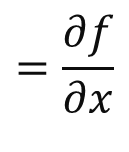 = ∂f/∂x